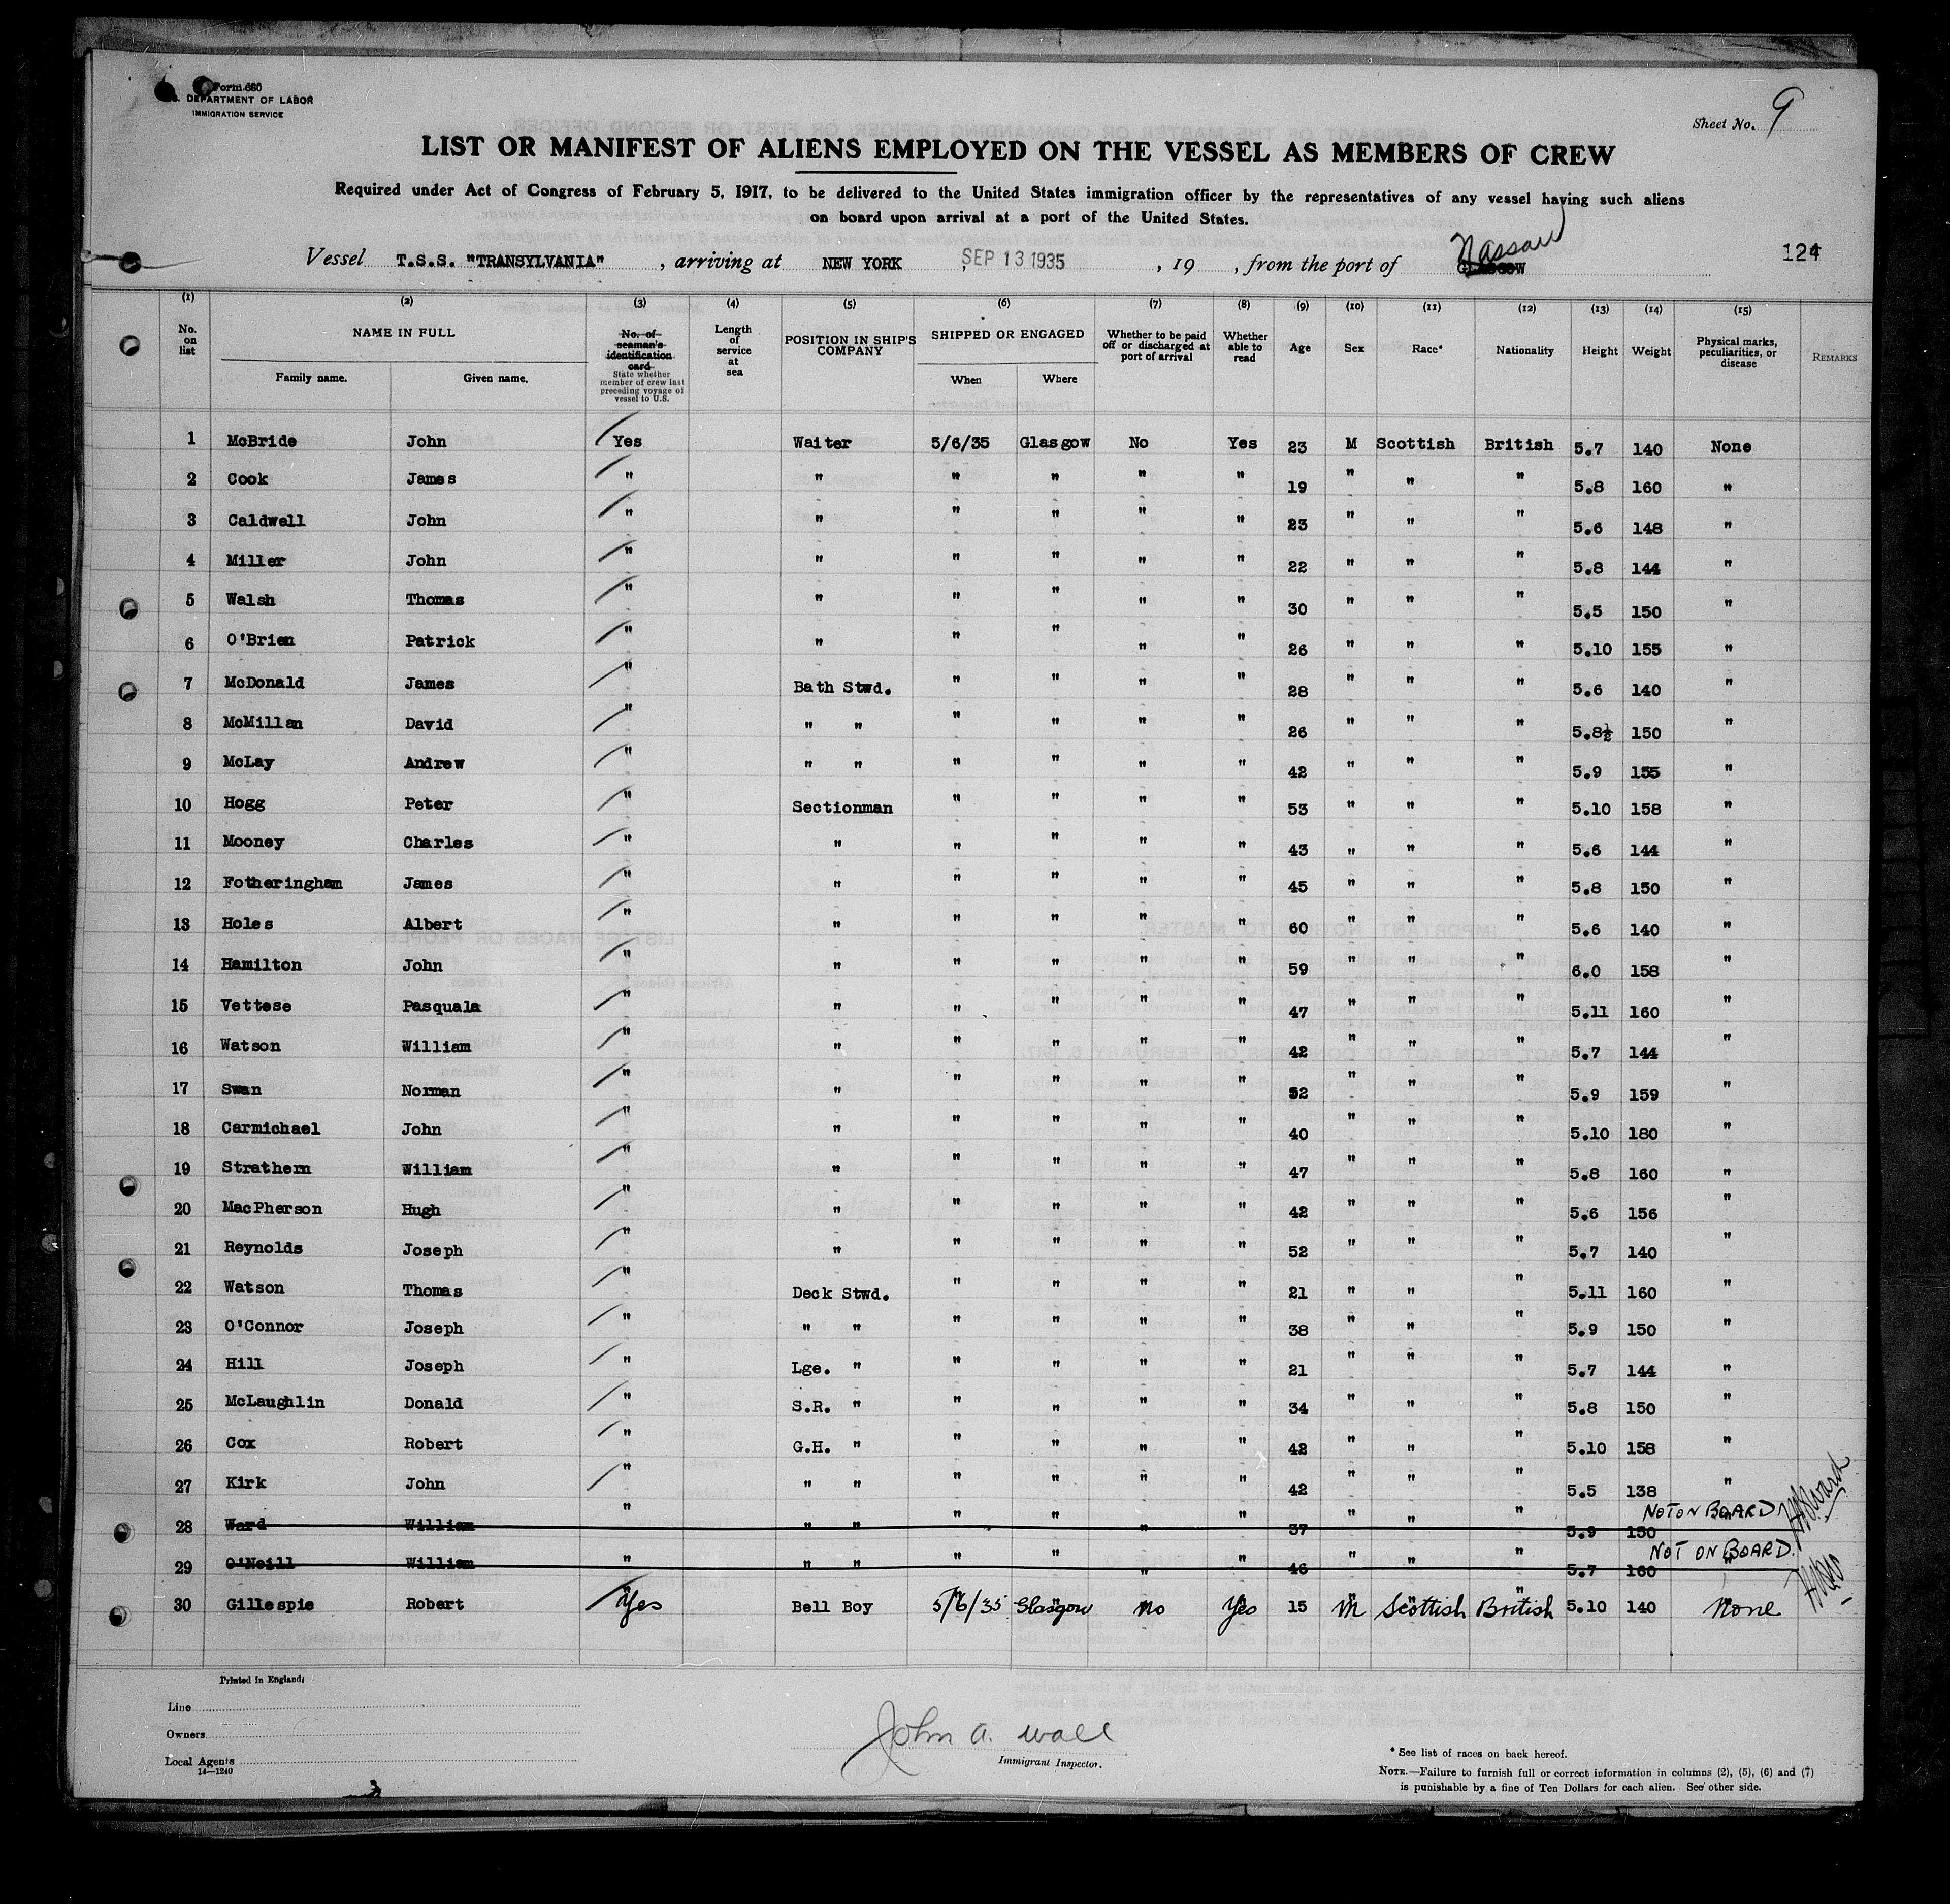 Form 680
U.S. DEPARTMENT OF LABOR
IMMIGRATION SERVICE
Sheet No. 9
LIST OR MANIFEST OF ALIENS EMPLOYED ON THE VESSEL AS MEMBERS OF CREW
Required under Act of Congress of February 5, 1917, to be delivered to the United States immigration officer by the representatives of any vessel having such aliens
on board upon arrival at a port of the United States.
Vessel T.S.S. "TRANSYLVANIA", arriving at NEW YORK, SEP 13 1935, 19 , from the port of GLASGOW Nassau 124
(1) (2) (3) (4) (5) (6) (7) (8) (9) (10) (11) (12) (13) (14) (15)
No. on list NAME IN FULL Family name. Given name. No. of seaman's identification card State whether member of crew last preceding voyage of vessel to U.S. Length of service at sea POSITION IN SHIP'S COMPANY SHIPPED OR ENGAGED When Where Whether to be paid off or discharged at port of arrival Whether able to read Age Sex Race* Nationality Height Weight Physical marks, peculiarities, or disease REMARKS
1 McBride John Yes Waiter 5/6/35 Glasgow No Yes 23 M Scottish British 5.7 140 None
2 Cook James " " " " " " 19 " " " 5.8 160 "
3 Caldwell John " " " " " " 23 " " " 5.6 148 "
4 Miller John " " " " " " 22 " " " 5.8 144 "
5 Walsh Thomas " " " " " " 30 " " " 5.5 150 "
6 O'Brien Patrick " " " " " " 26 " " " 5.10 155 "
7 McDonald James " Bath Stwd. " " " " 28 " " " 5.6 140 "
8 McMillan David " " " " " " " 26 " " " 5.8½ 150 "
9 McLay Andrew " " " " " " " 42 " " " 5.9 155 "
10 Hogg Peter " Sectionman " " " " 53 " " " 5.10 158 "
11 Mooney Charles " " " " " " 43 " " " 5.6 144 "
12 Fotheringham James " " " " " " 45 " " " 5.8 150 "
13 Holes Albert " " " " " " 60 " " " 5.6 140 "
14 Hamilton John " " " " " " 59 " " " 6.0 158 "
15 Vettese Pasquala " " " " " " 47 " " " 5.11 160 "
16 Watson William " " " " " " 42 " " " 5.7 144 "
17 Swan Norman " " " " " " 52 " " " 5.9 159 "
18 Carmichael John " " " " " " 40 " " " 5.10 180 "
19 Strathern William " " " " " " 47 " " " 5.8 160 "
20 MacPherson Hugh " " " " " " 42 " " " 5.6 156 "
21 Reynolds Joseph " " " " " " 52 " " " 5.7 140 "
22 Watson Thomas " Deck Stwd. " " " " 21 " " " 5.11 160 "
23 O'Connor Joseph " " " " " " " 38 " " " 5.9 150 "
24 Hill Joseph " Lge. " " " " " 21 " " " 5.7 144 "
25 McLaughlin Donald " S.R. " " " " " 34 " " " 5.8 150 "
26 Cox Robert " G.H. " " " " " 42 " " " 5.10 158 "
27 Kirk John " " " " " " " 42 " " " 5.5 138 "
28 Ward William " " " " " " " 37 " " " 5.9 150 " NOT ON BOARD
29 O'Neill William " " " " " " " 46 " " " 5.7 160 " NOT ON BOARD.
30 Gillespie Robert Yes Bell Boy 5/6/35 Glasgow No Yes 15 M Scottish British 5.10 140 None
Printed in England.
Line
Owners
Local Agents
14—1240
John A. Wall
Immigrant Inspector.
* See list of races on back hereof.
NOTE.—Failure to furnish full or correct information in columns (2), (5), (6) and (7)
is punishable by a fine of Ten Dollars for each alien. See other side.